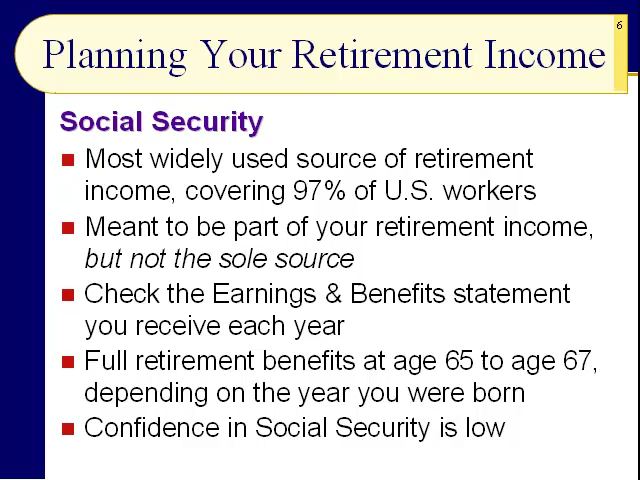 6
Planning Your Retirement Income
Social Security
Most widely used source of retirement
income, covering 97% of U.S. workers
Meant to be part of your retirement income,
but not the sole source
Check the Earnings & Benefits statement
you receive each year
Full retirement benefits at age 65 to age 67,
depending on the year you were born
Confidence in Social Security is low